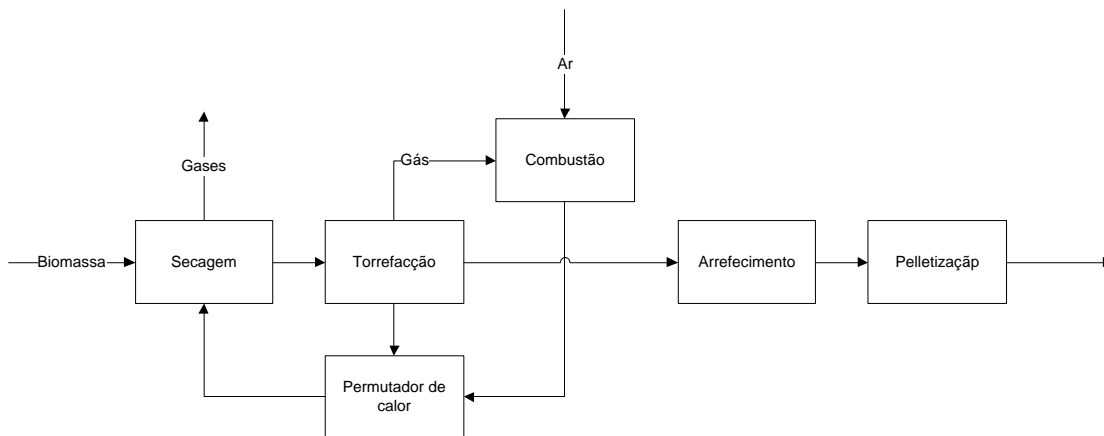 Ar
Gás
Combustão
Gases
Biomassa
Secagem
Torrefacção
Arrefecimento
Pelletizaçãp
Permutador de
calor